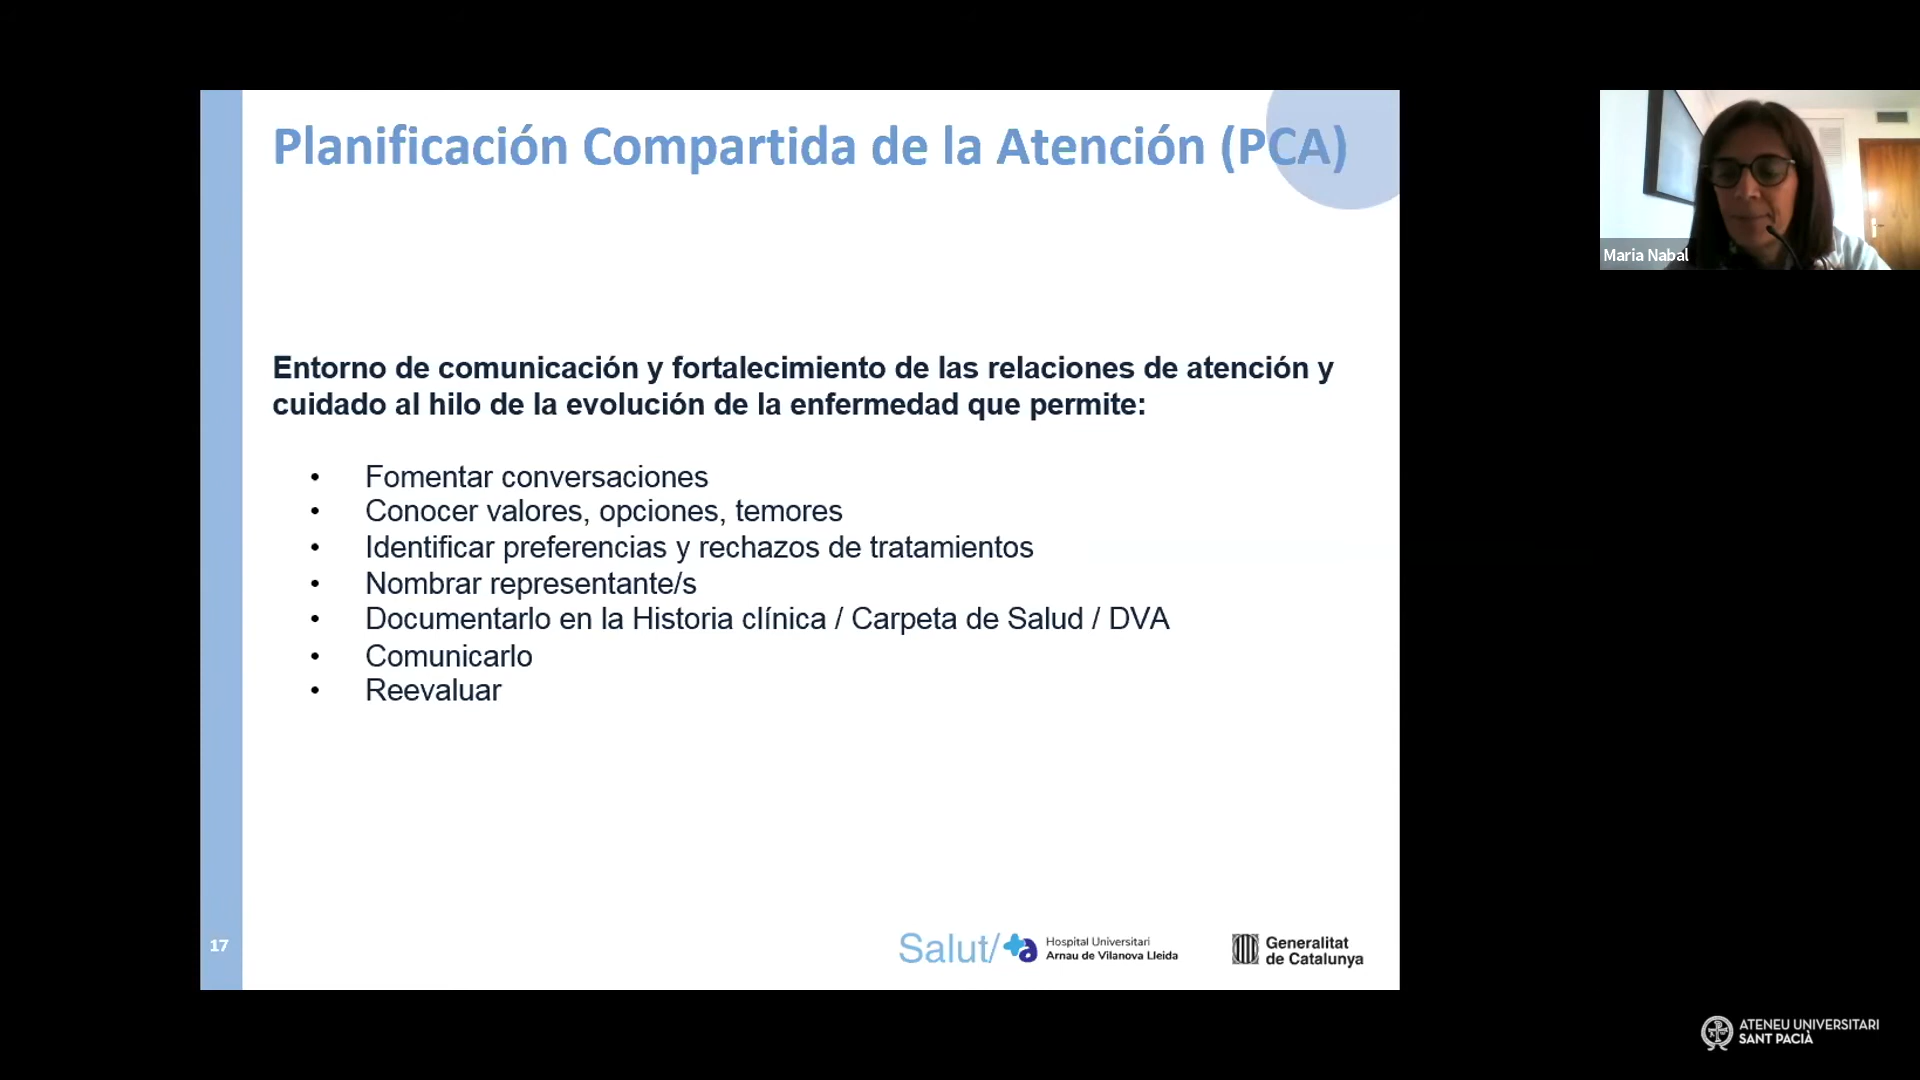 Planificación Compartida de la Atención (PCA)
Entorno de comunicación y fortalecimiento de las relaciones de atención y
cuidado al hilo de la evolución de la enfermedad que permite:
• Fomentar conversaciones
• Conocer valores, opciones, temores
• Identificar preferencias y rechazos de tratamientos
• Nombrar representante/s
• Documentarlo en la Historia clínica / Carpeta de Salud / DVA
• Comunicarlo
• Reevaluar
17
Salut/
Hospital Universitari
Arnau de Vilanova Lleida
Generalitat
de Catalunya
Maria Nabal
ATENEU UNIVERSITARI
SANT PACIÀ